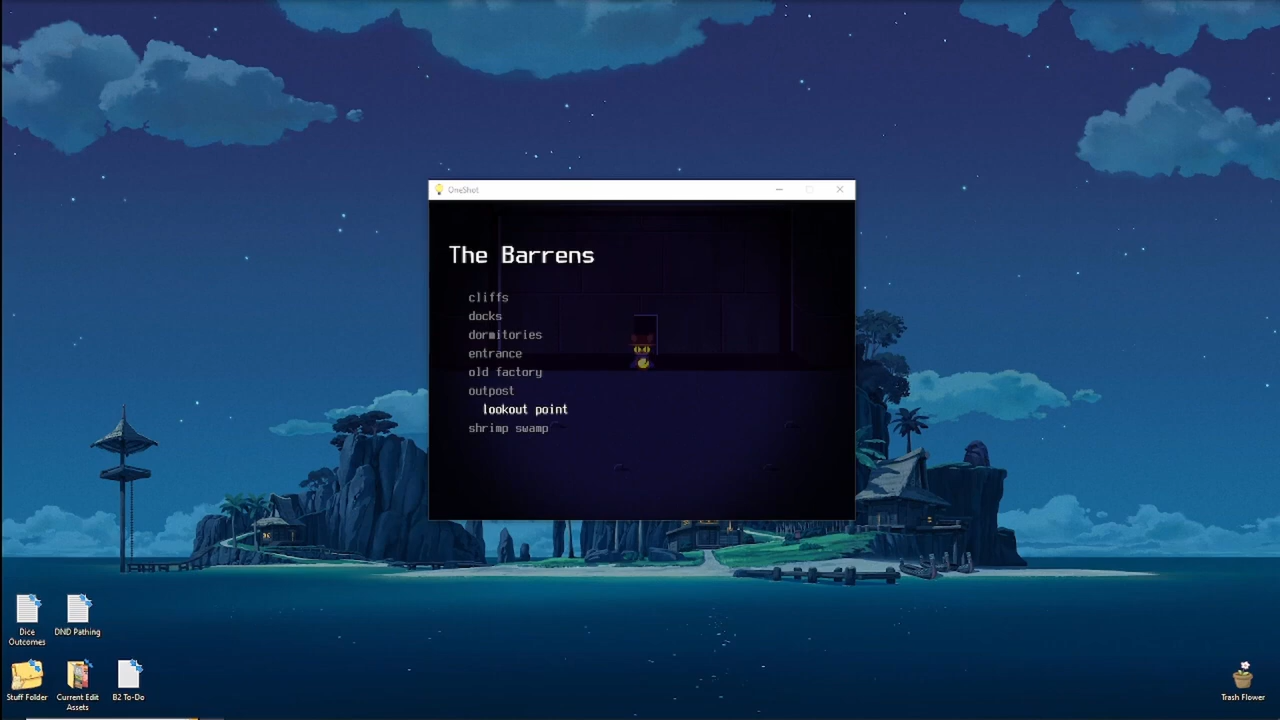 OneShot
The Barrens
cliffs
docks
dormitories
entrance
old factory
outpost
lookout point
shrimp swamp
Dice
Outcomes
DND Pathing
Stuff Folder
Current Edit
Assets
B2 To-Do
Trash Flower